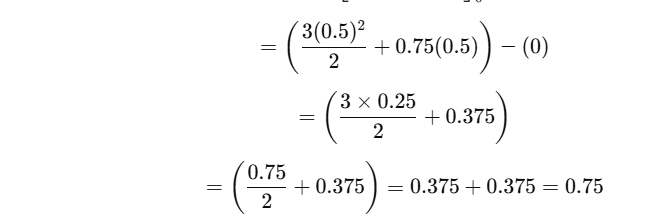 = (3(0.5)²/2 + 0.75(0.5)) − (0)
= (3 × 0.25/2 + 0.375)
= (0.75/2 + 0.375) = 0.375 + 0.375 = 0.75